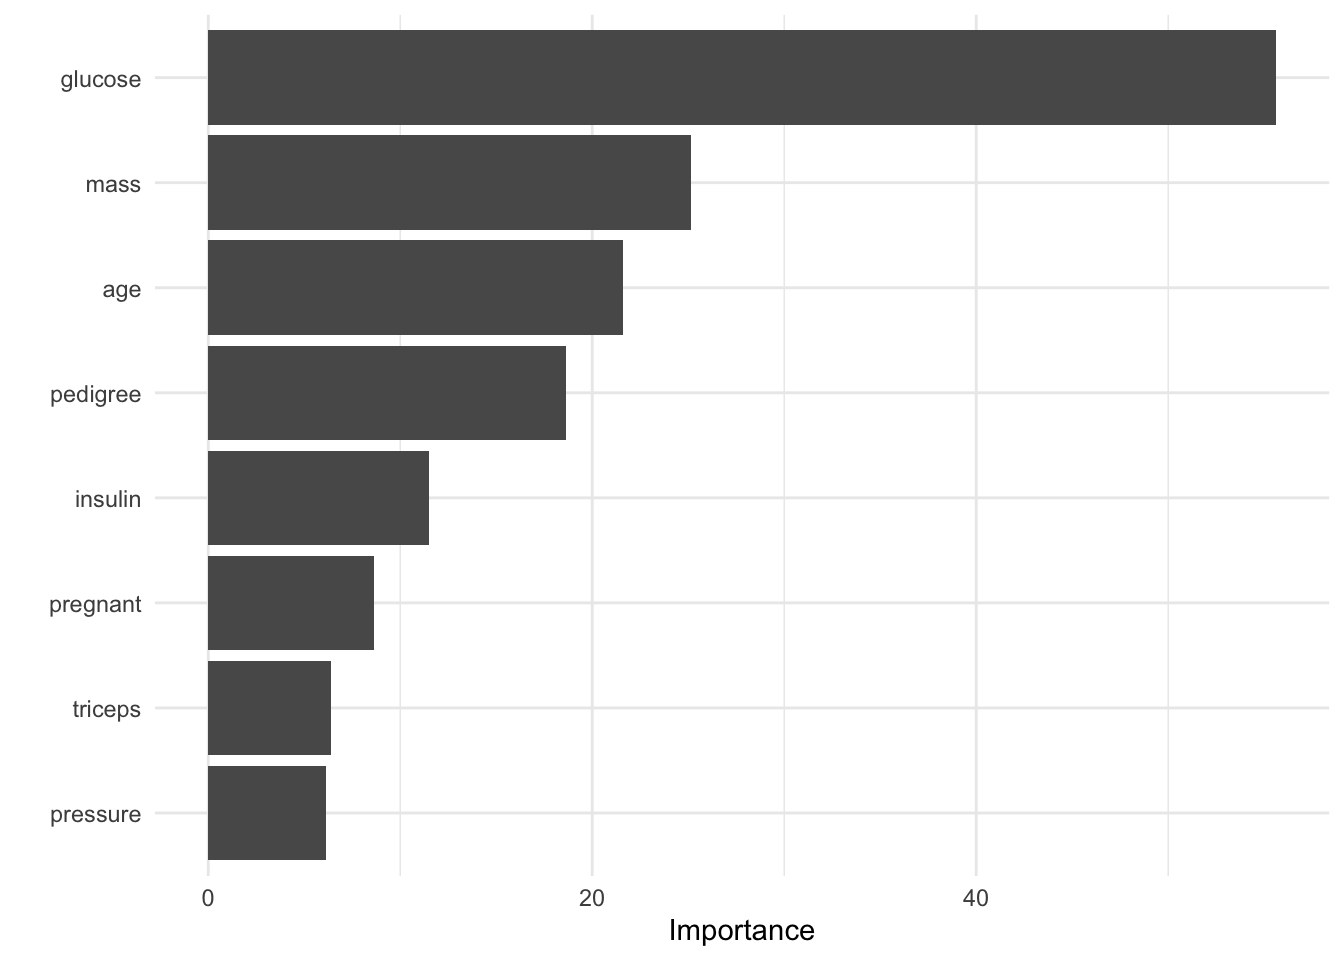 glucose
mass
age
pedigree
insulin
pregnant
triceps
pressure
0 20 40
Importance